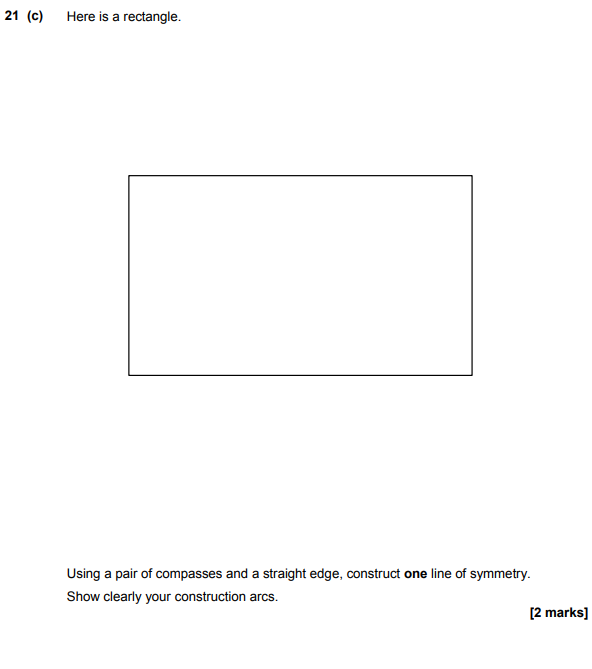 21 (c) Here is a rectangle.
Using a pair of compasses and a straight edge, construct one line of symmetry.
Show clearly your construction arcs.
[2 marks]